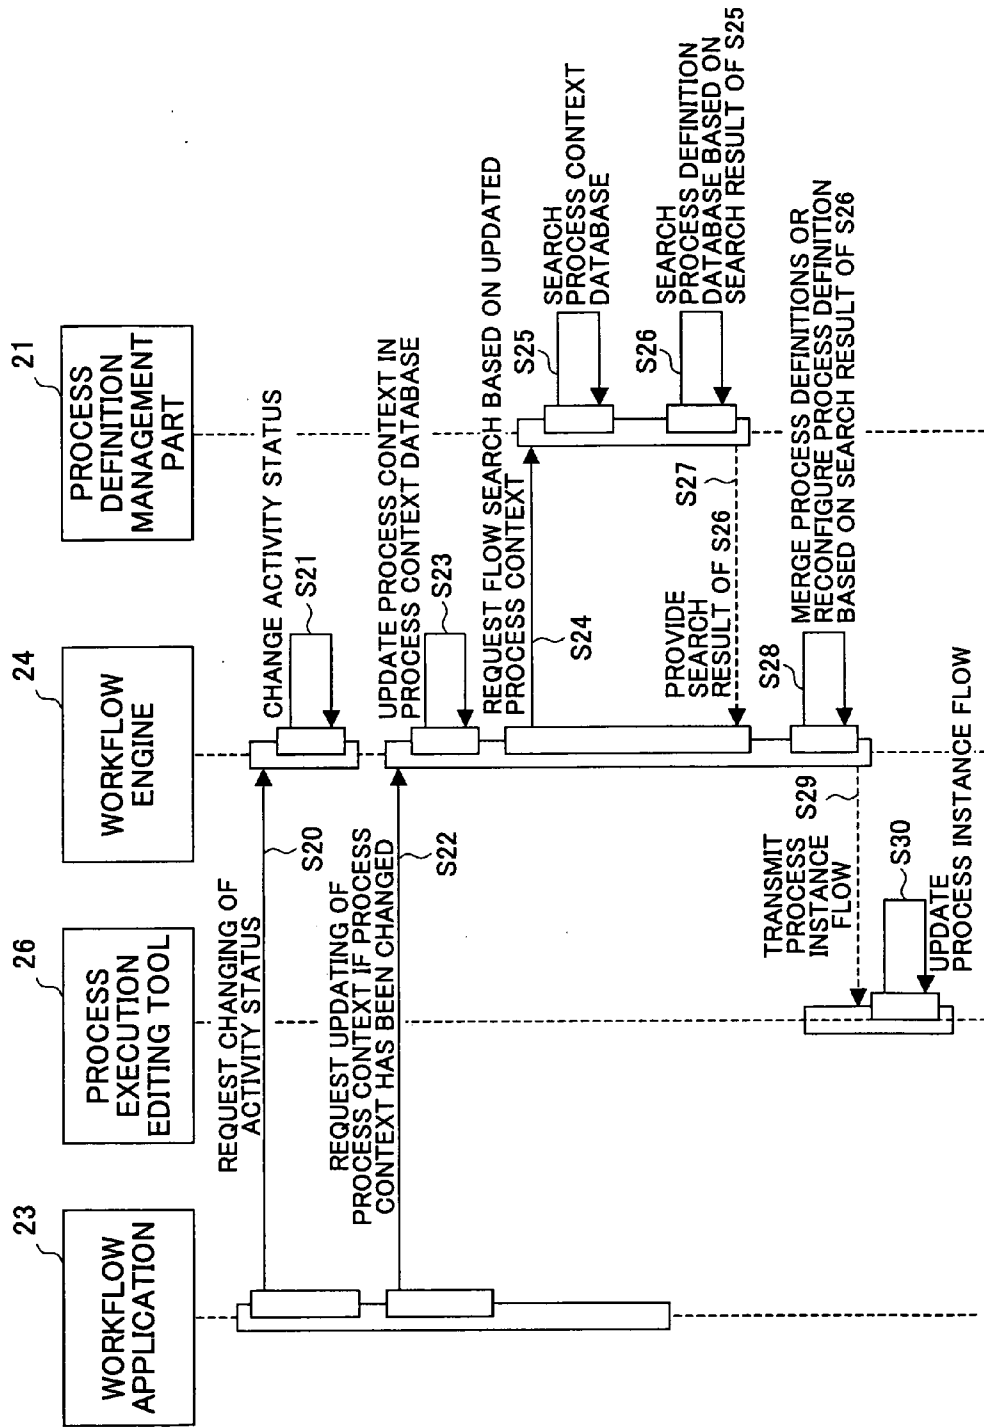 23
WORKFLOW
APPLICATION
26
PROCESS
EXECUTION
EDITING TOOL
24
WORKFLOW
ENGINE
21
PROCESS
DEFINITION
MANAGEMENT
PART
REQUEST CHANGING OF
ACTIVITY STATUS
S20
CHANGE ACTIVITY STATUS
S21
REQUEST UPDATING OF
PROCESS CONTEXT IF PROCESS
CONTEXT HAS BEEN CHANGED
S22
UPDATE PROCESS CONTEXT IN
PROCESS CONTEXT DATABASE
S23
REQUEST FLOW SEARCH BASED ON UPDATED
PROCESS CONTEXT
S24
S25
SEARCH
PROCESS CONTEXT
DATABASE
S26
SEARCH
PROCESS DEFINITION
DATABASE BASED ON
SEARCH RESULT OF S25
PROVIDE
SEARCH
RESULT OF S26
S27
S28
MERGE PROCESS DEFINITIONS OR
RECONFIGURE PROCESS DEFINITION
BASED ON SEARCH RESULT OF S26
TRANSMIT
PROCESS
INSTANCE
FLOW
S29
S30
UPDATE
PROCESS INSTANCE FLOW